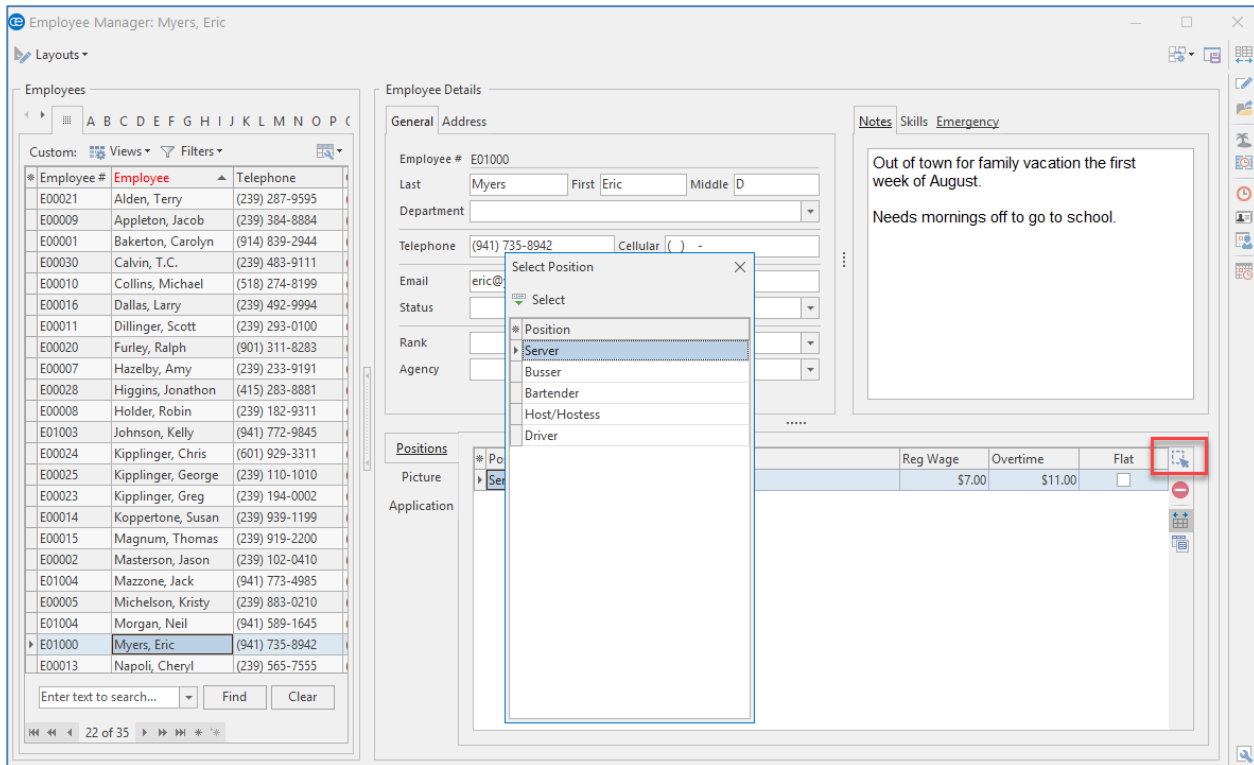 Employee Manager: Myers, Eric
Layouts
Employees
A B C D E F G H I J K L M N O P
Custom: Views Filters
Employee # Employee Telephone
E00021 Alden, Terry (239) 287-9595
E00009 Appleton, Jacob (239) 384-8884
E00001 Bakerton, Carolyn (914) 839-2944
E00030 Calvin, T.C. (239) 483-9111
E00010 Collins, Michael (518) 274-8199
E00016 Dallas, Larry (239) 492-9994
E00011 Dillinger, Scott (239) 293-0100
E00020 Furley, Ralph (901) 311-8283
E00007 Hazelby, Amy (239) 233-9191
E00028 Higgins, Jonathon (415) 283-8881
E00008 Holder, Robin (239) 182-9311
E01003 Johnson, Kelly (941) 772-9845
E00024 Kipplinger, Chris (601) 929-3311
E00025 Kipplinger, George (239) 110-1010
E00023 Kipplinger, Greg (239) 194-0002
E00014 Koppertone, Susan (239) 939-1199
E00015 Magnum, Thomas (239) 919-2200
E00002 Masterson, Jason (239) 102-0410
E01004 Mazzone, Jack (941) 773-4985
E00005 Michelson, Kristy (239) 883-0210
E01004 Morgan, Neil (941) 589-1645
E01000 Myers, Eric (941) 735-8942
E00013 Napoli, Cheryl (239) 565-7555
Enter text to search... Find Clear
22 of 35
Employee Details
General Address
Employee # E01000
Last Myers First Eric Middle D
Department
Telephone (941) 735-8942 Cellular ( ) -
Email eric@
Status
Rank
Agency
Notes Skills Emergency
Out of town for family vacation the first
week of August.
Needs mornings off to go to school.
Select Position
Select
Position
Server
Busser
Bartender
Host/Hostess
Driver
Positions
Picture
Application
Po Reg Wage Overtime Flat
Ser $7.00 $11.00